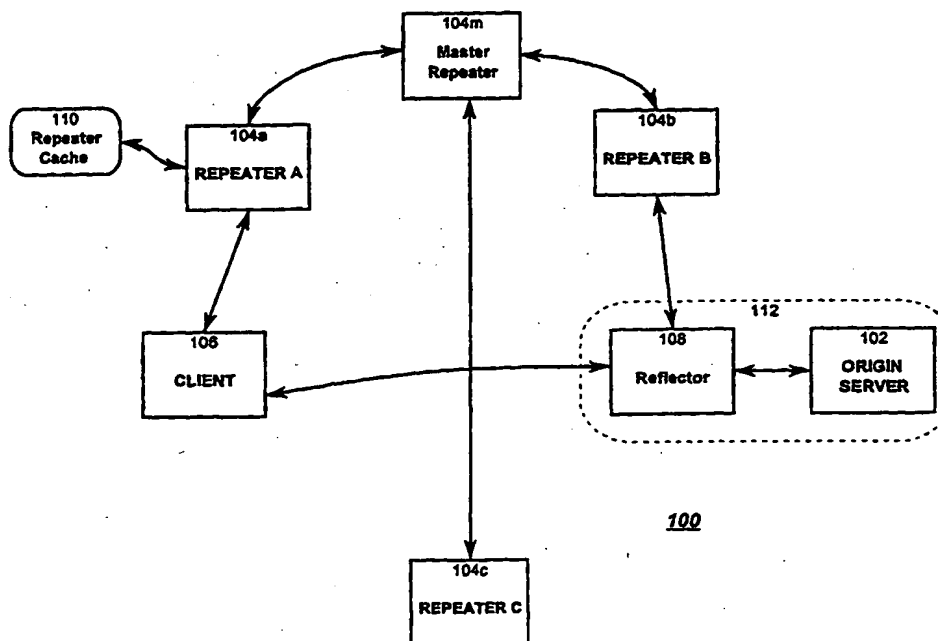 104m
Master
Repeater
110
Repeater
Cache
104a
REPEATER A
104b
REPEATER B
112
106
CLIENT
108
Reflector
102
ORIGIN
SERVER
100
104c
REPEATER C